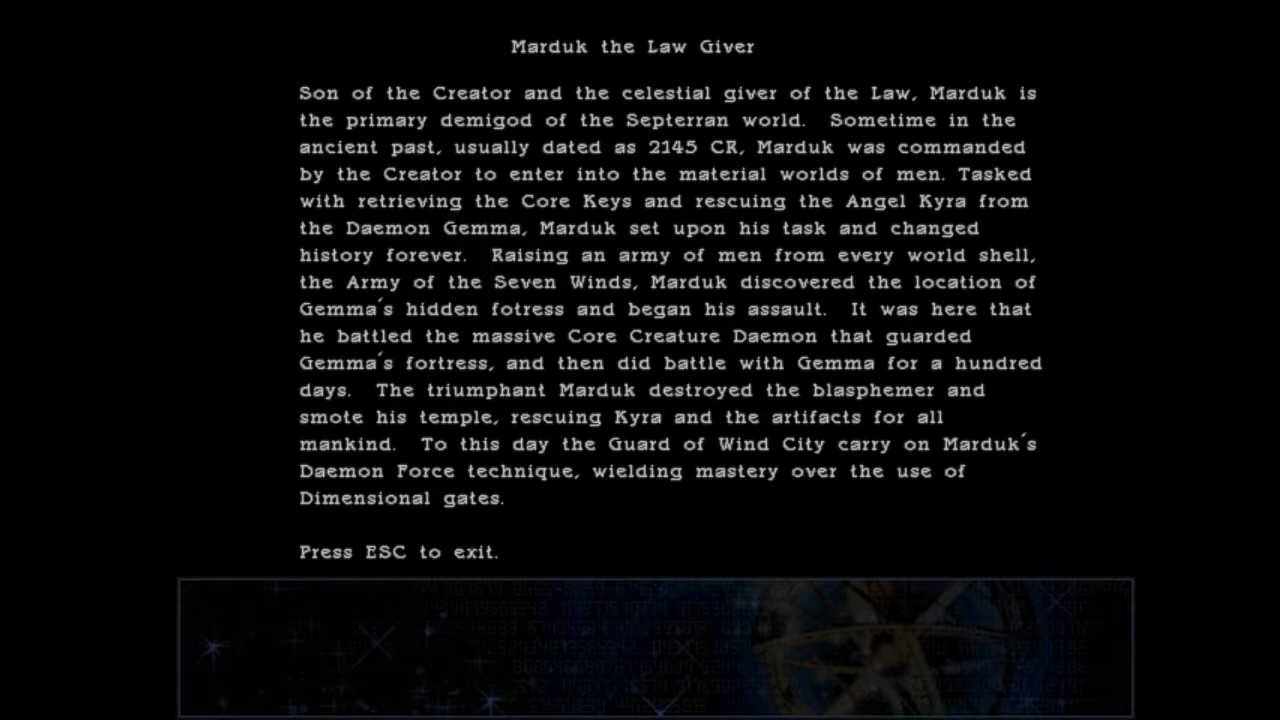 Marduk the Law Giver
Son of the Creator and the celestial giver of the Law, Marduk is
the primary demigod of the Septerran world. Sometime in the
ancient past, usually dated as 2145 CR, Marduk was commanded
by the Creator to enter into the material worlds of men. Tasked
with retrieving the Core Keys and rescuing the Angel Kyra from
the Daemon Gemma, Marduk set upon his task and changed
history forever. Raising an army of men from every world shell,
the Army of the Seven Winds, Marduk discovered the location of
Gemma´s hidden fotress and began his assault. It was here that
he battled the massive Core Creature Daemon that guarded
Gemma´s fortress, and then did battle with Gemma for a hundred
days. The triumphant Marduk destroyed the blasphemer and
smote his temple, rescuing Kyra and the artifacts for all
mankind. To this day the Guard of Wind City carry on Marduk´s
Daemon Force technique, wielding mastery over the use of
Dimensional gates.
Press ESC to exit.